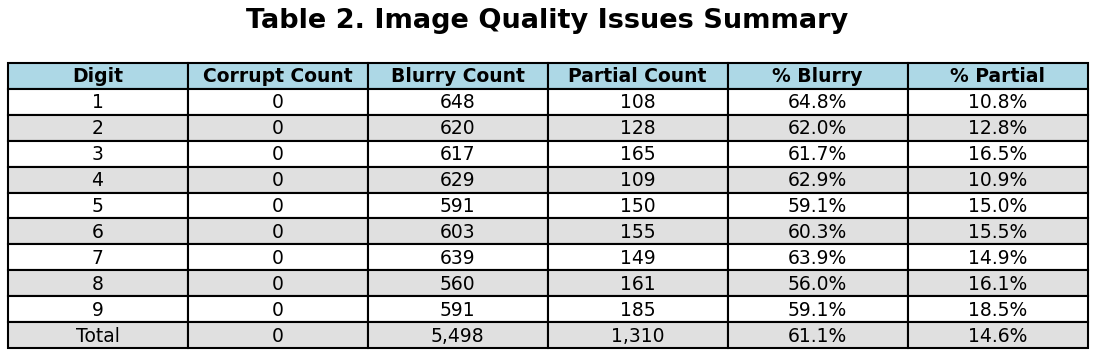 Table 2. Image Quality Issues Summary
Digit Corrupt Count Blurry Count Partial Count % Blurry % Partial
1 0 648 108 64.8% 10.8%
2 0 620 128 62.0% 12.8%
3 0 617 165 61.7% 16.5%
4 0 629 109 62.9% 10.9%
5 0 591 150 59.1% 15.0%
6 0 603 155 60.3% 15.5%
7 0 639 149 63.9% 14.9%
8 0 560 161 56.0% 16.1%
9 0 591 185 59.1% 18.5%
Total 0 5,498 1,310 61.1% 14.6%